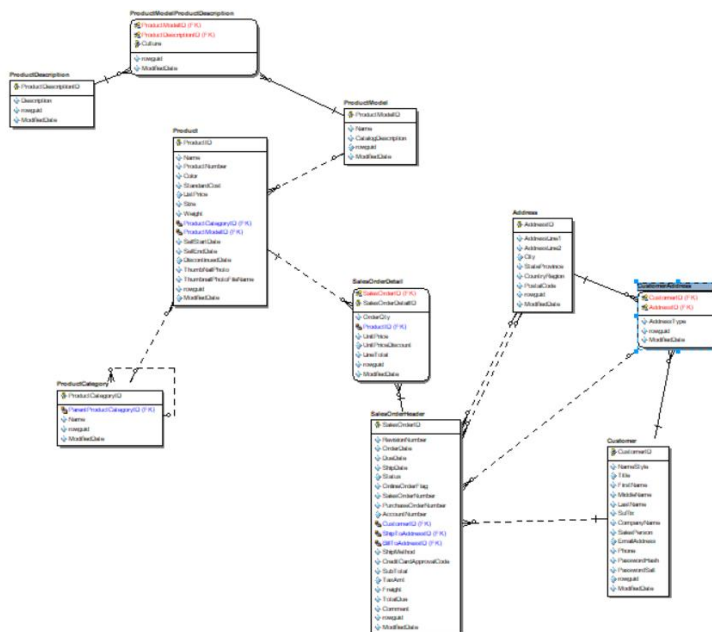 ProductModelProductDescription
ProductModelID (FK)
ProductDescriptionID (FK)
Culture
rowguid
ModifiedDate
ProductDescription
ProductDescriptionID
Description
rowguid
ModifiedDate
ProductModel
ProductModelID
Name
CatalogDescription
rowguid
ModifiedDate
Product
ProductID
Name
ProductNumber
Color
StandardCost
ListPrice
Size
Weight
ProductCategoryID (FK)
ProductModelID (FK)
SellStartDate
SellEndDate
DiscontinuedDate
ThumbNailPhoto
ThumbnailPhotoFileName
rowguid
ModifiedDate
Address
AddressID
AddressLine1
AddressLine2
City
StateProvince
CountryRegion
PostalCode
rowguid
ModifiedDate
CustomerAddress
CustomerID (FK)
AddressID (FK)
AddressType
rowguid
ModifiedDate
SalesOrderDetail
SalesOrderID (FK)
SalesOrderDetailID
OrderQty
ProductID (FK)
UnitPrice
UnitPriceDiscount
LineTotal
rowguid
ModifiedDate
ProductCategory
ProductCategoryID
ParentProductCategoryID (FK)
Name
rowguid
ModifiedDate
SalesOrderHeader
SalesOrderID
RevisionNumber
OrderDate
DueDate
ShipDate
Status
OnlineOrderFlag
SalesOrderNumber
PurchaseOrderNumber
AccountNumber
CustomerID (FK)
ShipToAddressID (FK)
BillToAddressID (FK)
ShipMethod
CreditCardApprovalCode
SubTotal
TaxAmt
Freight
TotalDue
Comment
rowguid
ModifiedDate
Customer
CustomerID
NameStyle
Title
FirstName
MiddleName
LastName
Suffix
CompanyName
SalesPerson
EmailAddress
Phone
PasswordHash
PasswordSalt
rowguid
ModifiedDate